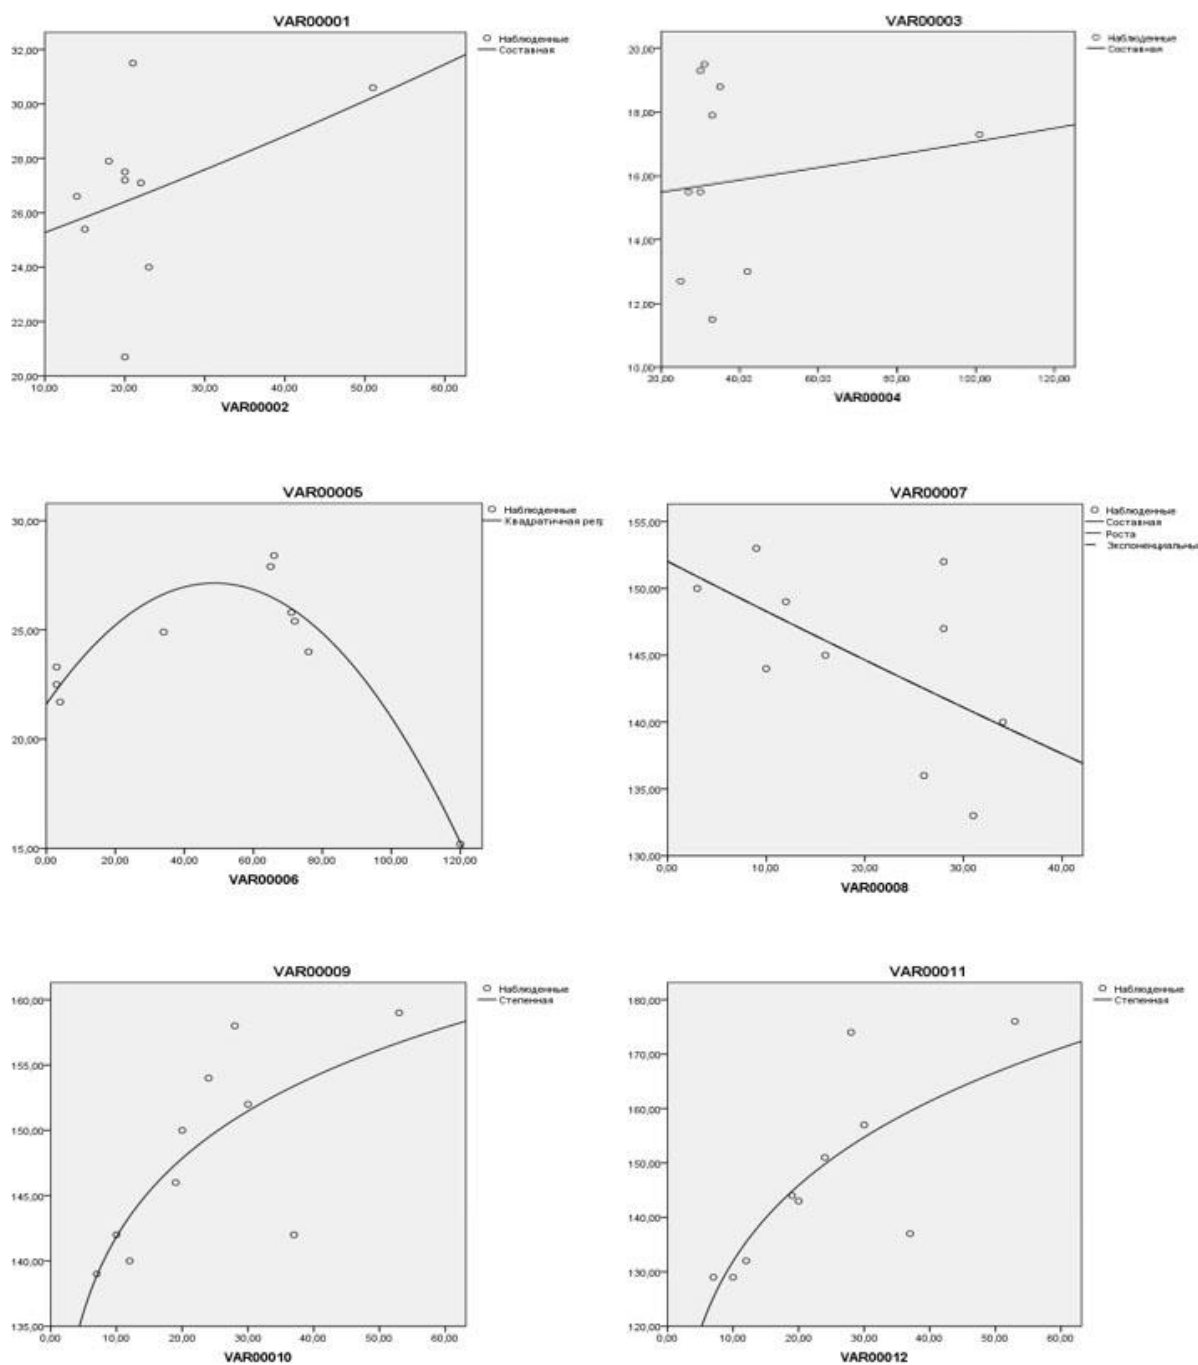 VAR00001
32,00
30,00
28,00
26,00
24,00
22,00
20,00
10,00 20,00 30,00 40,00 50,00 60,00
VAR00002
Наблюденные
Составная
VAR00003
20,00
18,00
16,00
14,00
12,00
10,00
20,00 40,00 60,00 80,00 100,00 120,00
VAR00004
Наблюденные
Составная
VAR00005
30,00
25,00
20,00
15,00
0,00 20,00 40,00 60,00 80,00 100,00 120,00
VAR00006
Наблюденные
Квадратичная регр
VAR00007
155,00
150,00
145,00
140,00
135,00
130,00
0,00 10,00 20,00 30,00 40,00
VAR00008
Наблюденные
Составная
Роста
Экспоненциальны
VAR00009
160,00
155,00
150,00
145,00
140,00
135,00
0,00 10,00 20,00 30,00 40,00 50,00 60,00
VAR00010
Наблюденные
Степенная
VAR00011
180,00
170,00
160,00
150,00
140,00
130,00
120,00
0,00 10,00 20,00 30,00 40,00 50,00 60,00
VAR00012
Наблюденные
Степенная